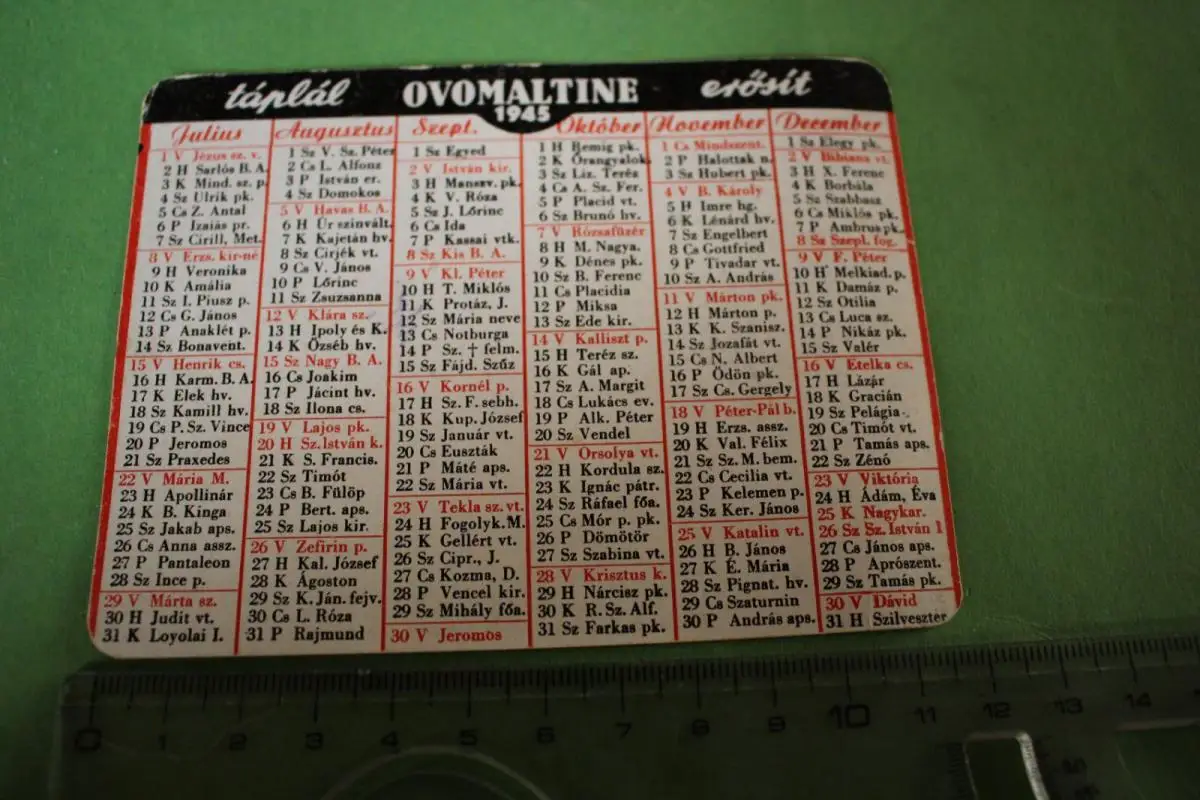 táplál OVOMALTINE erősít
1945
Julius
1 V Jézus sz. v.
2 H Sarlós B. A.
3 K Mind. sz. p.
4 Sz Ulrik pk.
5 Cs Z. Antal
6 P Izaiás pr.
7 Sz Cirill, Met.
8 V Erzs. kir-né
9 H Veronika
10 K Amália
11 Sz I. Piusz p.
12 Cs G. János
13 P Anaklét p.
14 Sz Bonavent.
15 V Henrik cs.
16 H Karm. B. A.
17 K Elek hv.
18 Sz Kamill hv.
19 Cs P. Sz. Vince
20 P Jeromos
21 Sz Praxedes
22 V Mária M.
23 H Apollinár
24 K B. Kinga
25 Sz Jakab aps.
26 Cs Anna assz.
27 P Pantaleon
28 Sz Ince p.
29 V Márta sz.
30 H Judit vt.
31 K Loyolai I.
Augusztus
1 Sz V. Sz. Péter
2 Cs L. Alfonz
3 P István er.
4 Sz Domokos
5 V Havas B. A.
6 H Úr szinvált.
7 K Kajetán hv.
8 Sz Cirjék vt.
9 Cs V. János
10 P Lőrinc
11 Sz Zsuzsanna
12 V Klára sz.
13 H Ipoly és K.
14 K Özséb hv.
15 Sz Nagy B. A.
16 Cs Joakim
17 P Jácint hv.
18 Sz Ilona cs.
19 V Lajos pk.
20 H Sz. István k.
21 K S. Francis.
22 Sz Timót
23 Cs B. Fülöp
24 P Bert. aps.
25 Sz Lajos kir.
26 V Zefirin p.
27 H Kal. József
28 K Ágoston
29 Sz K. Ján. fejv.
30 Cs L. Róza
31 P Rajmund
Szept.
1 Sz Egyed
2 V István kir.
3 H Mansv. pk.
4 K V. Róza
5 Sz J. Lőrinc
6 Cs Ida
7 P Kassai vtk.
8 Sz Kis B. A.
9 V Kl. Péter
10 H T. Miklós
11 K Protáz, J.
12 Sz Mária neve
13 Cs Notburga
14 P Sz. † felm.
15 Sz Fájd. Szűz
16 V Kornél p.
17 H Sz. F. sebh.
18 K Kup. József
19 Sz Január vt.
20 Cs Euszták
21 P Máté aps.
22 Sz Mária vt.
23 V Tekla sz. vt.
24 H Fogolyk. M.
25 K Gellért vt.
26 Sz Cipr., J.
27 Cs Kozma, D.
28 P Vencel kir.
29 Sz Mihály főa.
30 V Jeromos
Október
1 H Remig pk.
2 K Őrangyalok
3 Sz Liz. Teréz
4 Cs A. Sz. Fer.
5 P Placid vt.
6 Sz Brunó hv.
7 V Rózsafűzér
8 H M. Nagya.
9 K Dénes pk.
10 Sz B. Ferenc
11 Cs Placidia
12 P Miksa
13 Sz Ede kir.
14 V Kalliszt p.
15 H Teréz sz.
16 K Gál ap.
17 Sz A. Margit
18 Cs Lukács ev.
19 P Alk. Péter
20 Sz Vendel
21 V Orsolya vt.
22 H Kordula sz.
23 K Ignác pátr.
24 Sz Ráfael főa.
25 Cs Mór p. pk.
26 P Dömötör
27 Sz Szabina vt.
28 V Krisztus k.
29 H Nárcisz pk.
30 K R. Sz. Alf.
31 Sz Farkas pk.
November
1 Cs Mindszent.
2 P Halottak n.
3 Sz Hubert pk.
4 V B. Károly
5 H Imre hg.
6 K Lénárd hv.
7 Sz Engelbert
8 Cs Gottfried
9 P Tivadar vt.
10 Sz A. András
11 V Márton pk.
12 H Márton p.
13 K K. Szanisz.
14 Sz Jozafát vt.
15 Cs N. Albert
16 P Ödön pk.
17 Sz Cs. Gergely
18 V Péter-Pál b.
19 H Erzs. assz.
20 K Val. Félix
21 Sz Sz. M. bem.
22 Cs Cecilia vt.
23 P Kelemen p.
24 Sz Ker. János
25 V Katalin vt.
26 H B. János
27 K É. Mária
28 Sz Pignat. hv.
29 Cs Szaturnin
30 P András aps.
December
1 Sz Elegy pk.
2 V Bibiana vt.
3 H X. Ferenc
4 K Borbála
5 Sz Szabbasz
6 Cs Miklós pk.
7 P Ambrus pk.
8 Sz Szepl. fog.
9 V F. Péter
10 H Melkiad. p.
11 K Damáz p.
12 Sz Otilia
13 Cs Luca sz.
14 P Nikáz pk.
15 Sz Valér
16 V Etelka cs.
17 H Lázár
18 K Gracián
19 Sz Pelágia
20 Cs Timót vt.
21 P Tamás aps.
22 Sz Zénó
23 V Viktória
24 H Ádám, Éva
25 K Nagykar.
26 Sz Sz. István 1
27 Cs János aps.
28 P Aprószent.
29 Sz Tamás pk.
30 V Dávid
31 H Szilveszter
0 1 2 3 4 5 6 7 8 9 10 11 12 13 14